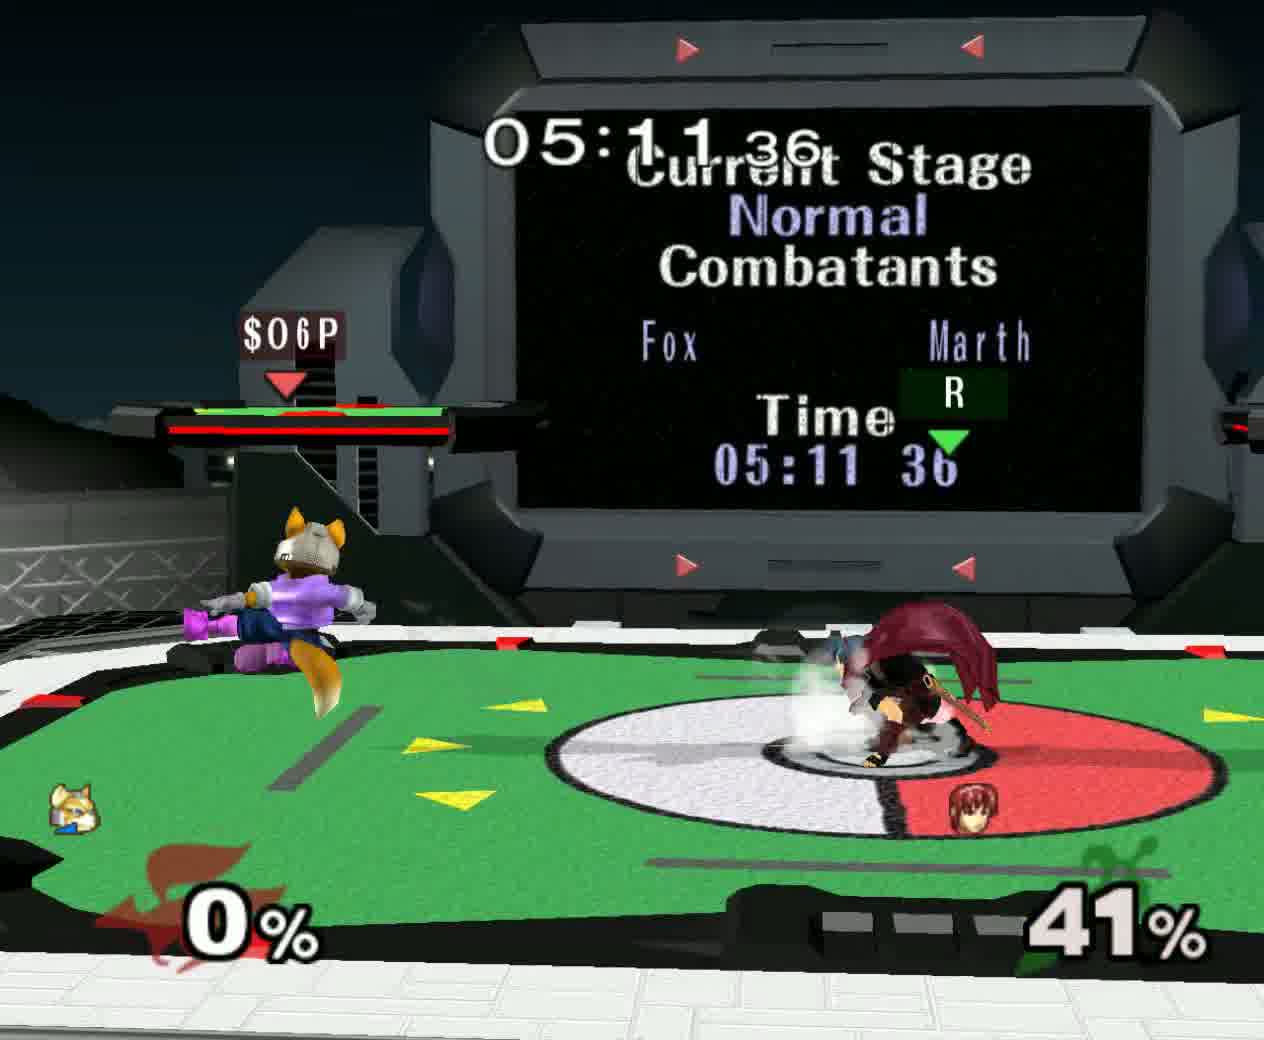 05:11 36
Current Stage
Normal
Combatants
$06P
Fox
Marth
R
Time
05:11 36
0%
41%